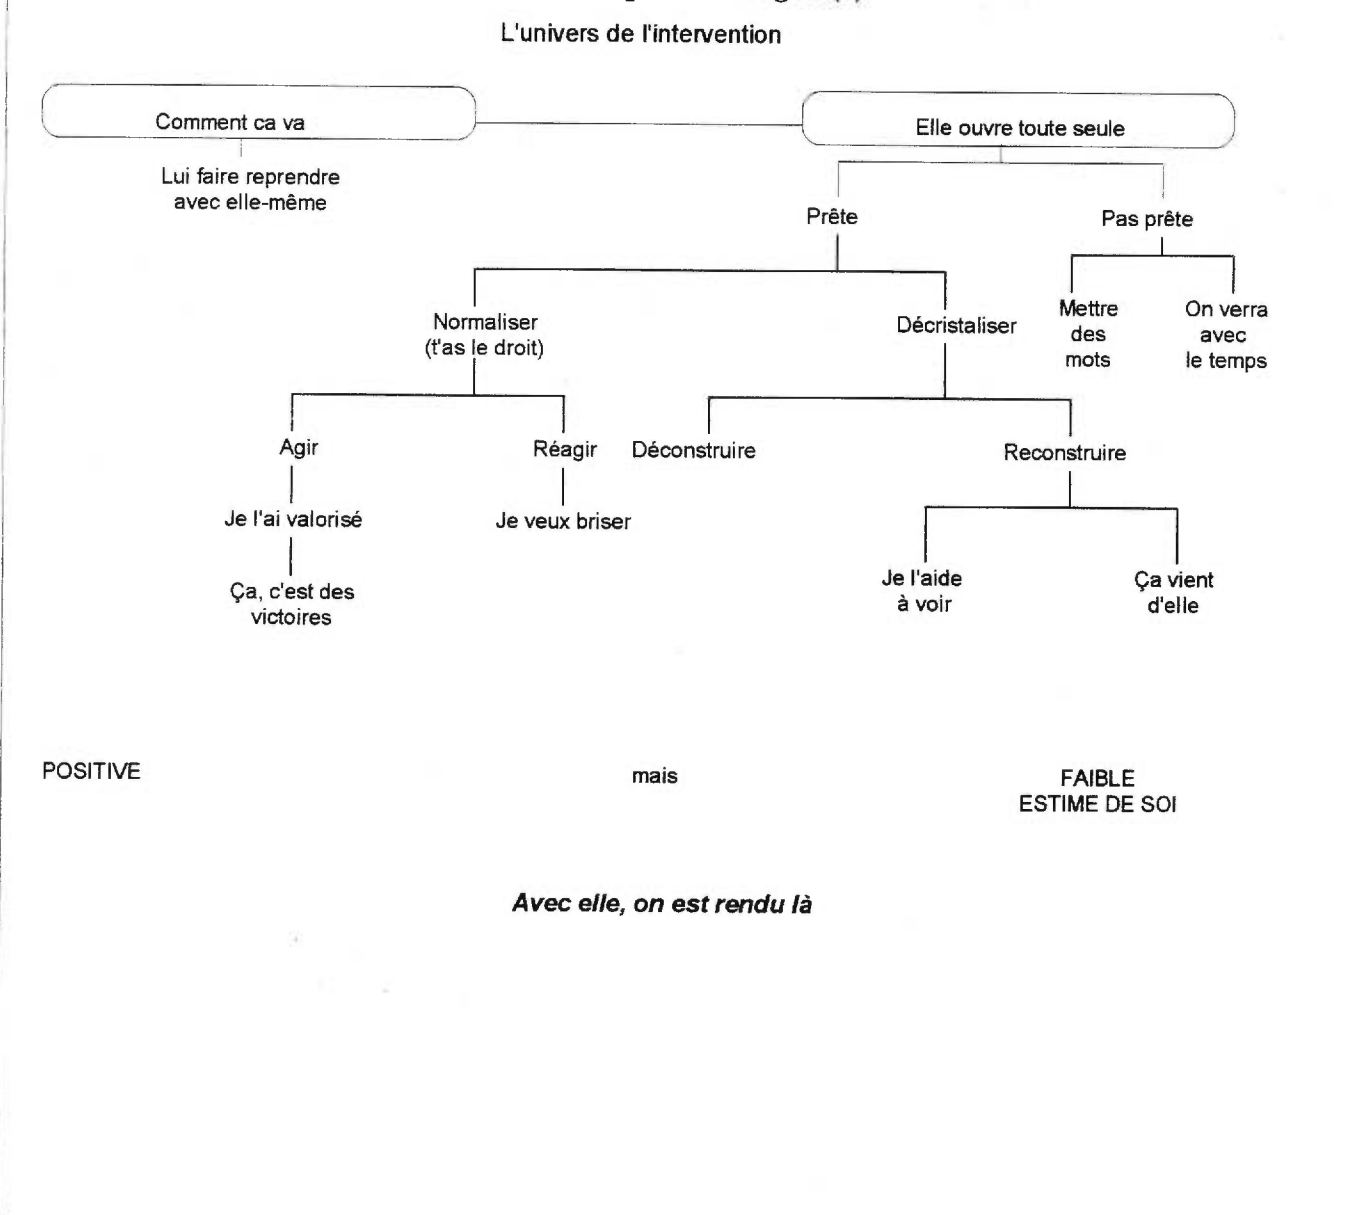 L'univers de l'intervention
Comment ca va
Elle ouvre toute seule
Lui faire reprendre
avec elle-même
Prête
Pas prête
Normaliser
(t'as le droit)
Décristaliser
Mettre
des
mots
On verra
avec
le temps
Agir
Réagir
Déconstruire
Reconstruire
Je l'ai valorisé
Je veux briser
Ça, c'est des
victoires
Je l'aide
à voir
Ça vient
d'elle
POSITIVE
mais
FAIBLE
ESTIME DE SOI
Avec elle, on est rendu là